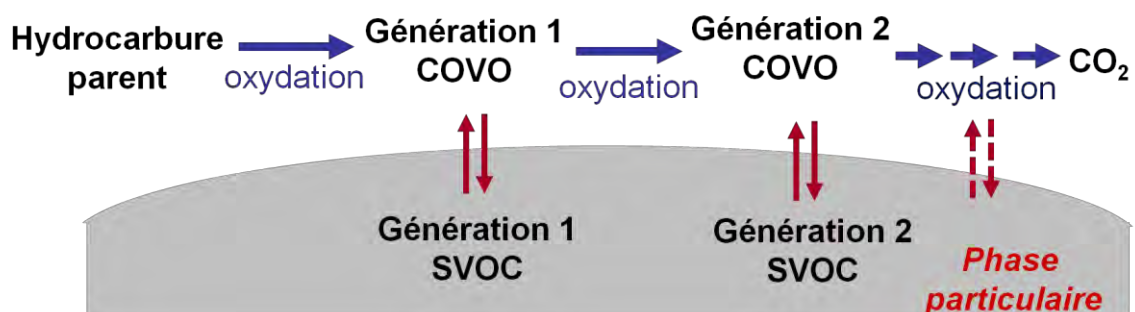 Hydrocarbure
parent
oxydation
Génération 1
COVO
oxydation
Génération 2
COVO
oxydation
CO₂
Génération 1
SVOC
Génération 2
SVOC
Phase
particulaire